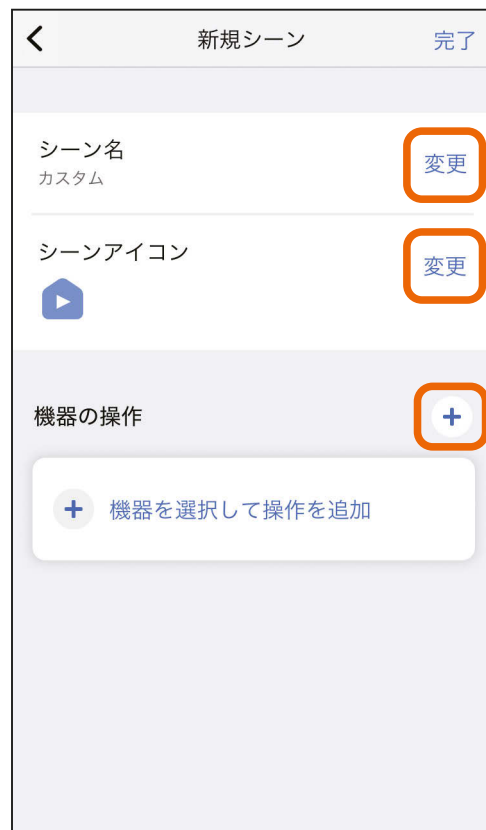 新規シーン 完了
シーン名 変更
カスタム
シーンアイコン 変更
機器の操作
機器を選択して操作を追加